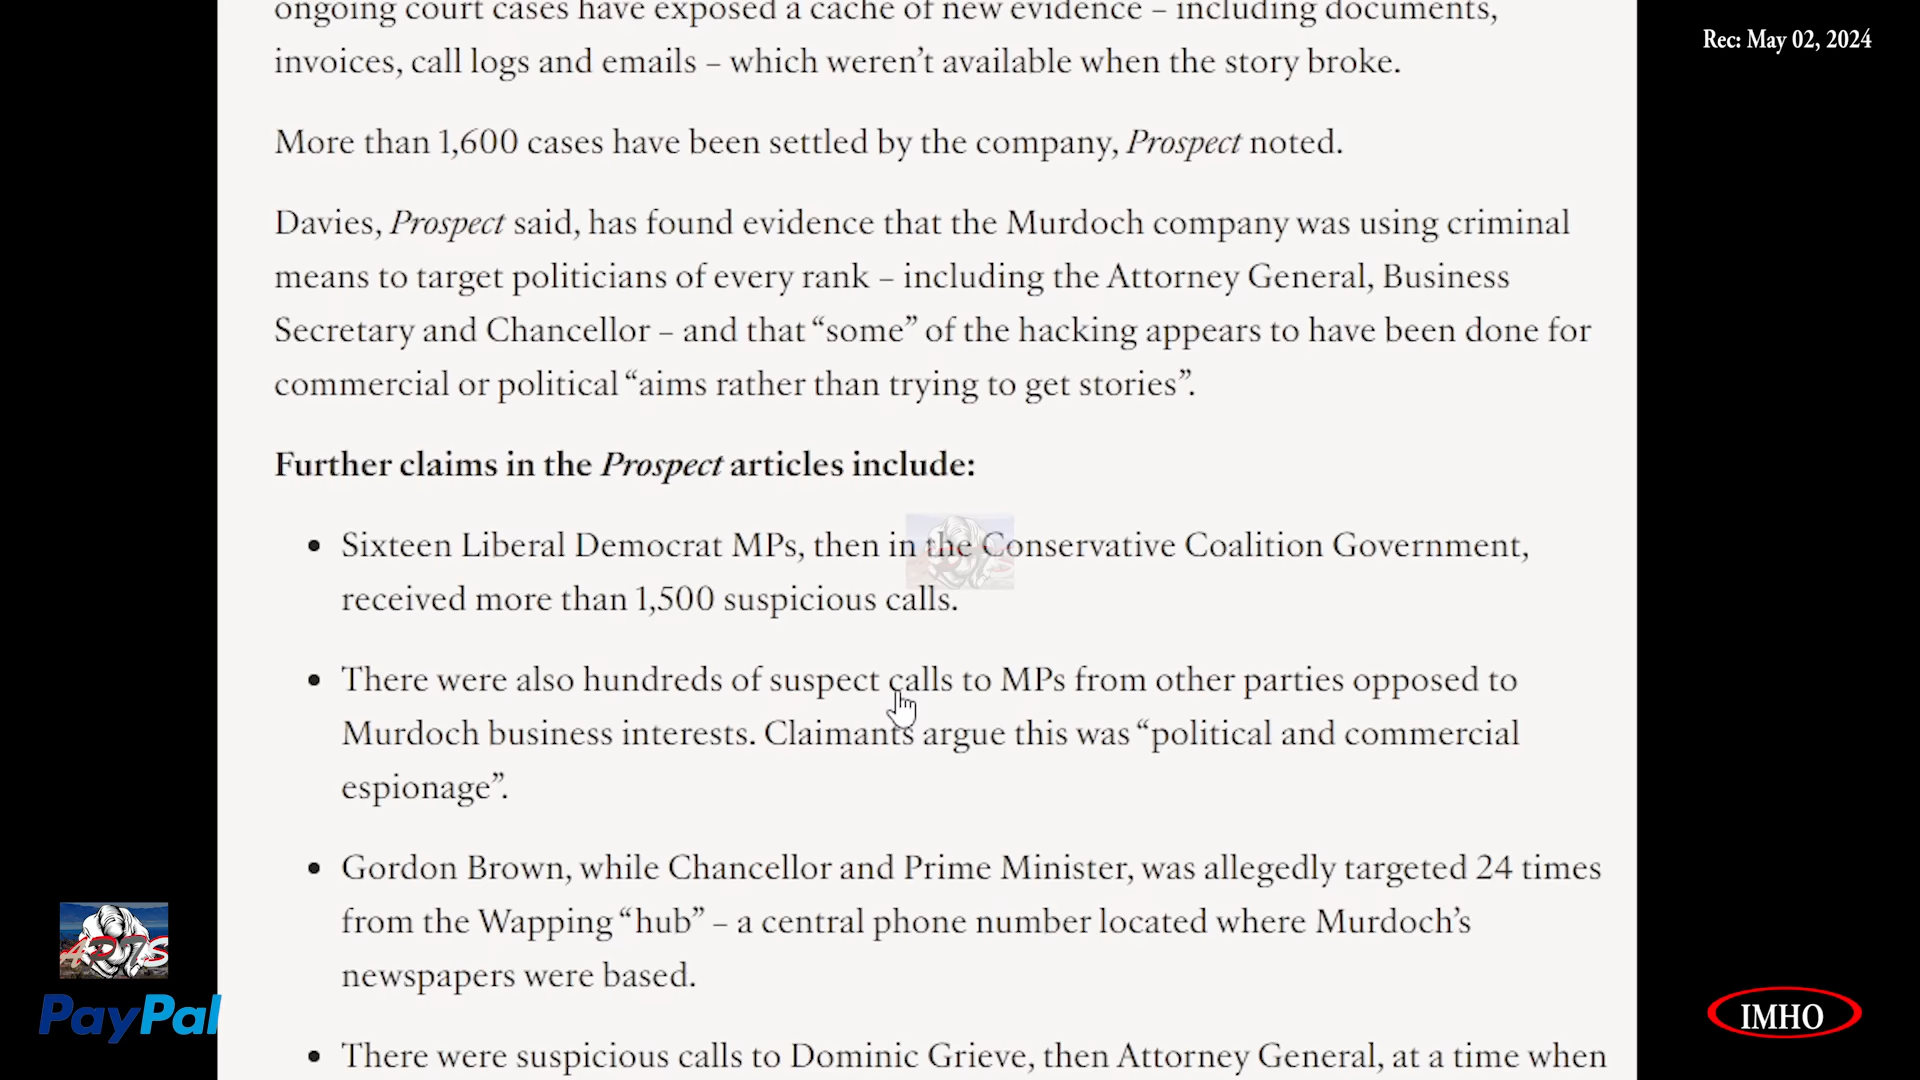 ongoing court cases have exposed a cache of new evidence – including documents,
invoices, call logs and emails – which weren’t available when the story broke.
Rec: May 02, 2024
More than 1,600 cases have been settled by the company, Prospect noted.
Davies, Prospect said, has found evidence that the Murdoch company was using criminal
means to target politicians of every rank – including the Attorney General, Business
Secretary and Chancellor – and that “some” of the hacking appears to have been done for
commercial or political “aims rather than trying to get stories”.
Further claims in the Prospect articles include:
• Sixteen Liberal Democrat MPs, then in the Conservative Coalition Government,
received more than 1,500 suspicious calls.
• There were also hundreds of suspect calls to MPs from other parties opposed to
Murdoch business interests. Claimants argue this was “political and commercial
espionage”.
• Gordon Brown, while Chancellor and Prime Minister, was allegedly targeted 24 times
from the Wapping “hub” – a central phone number located where Murdoch’s
newspapers were based.
• There were suspicious calls to Dominic Grieve, then Attorney General, at a time when
PayPal
IMHO